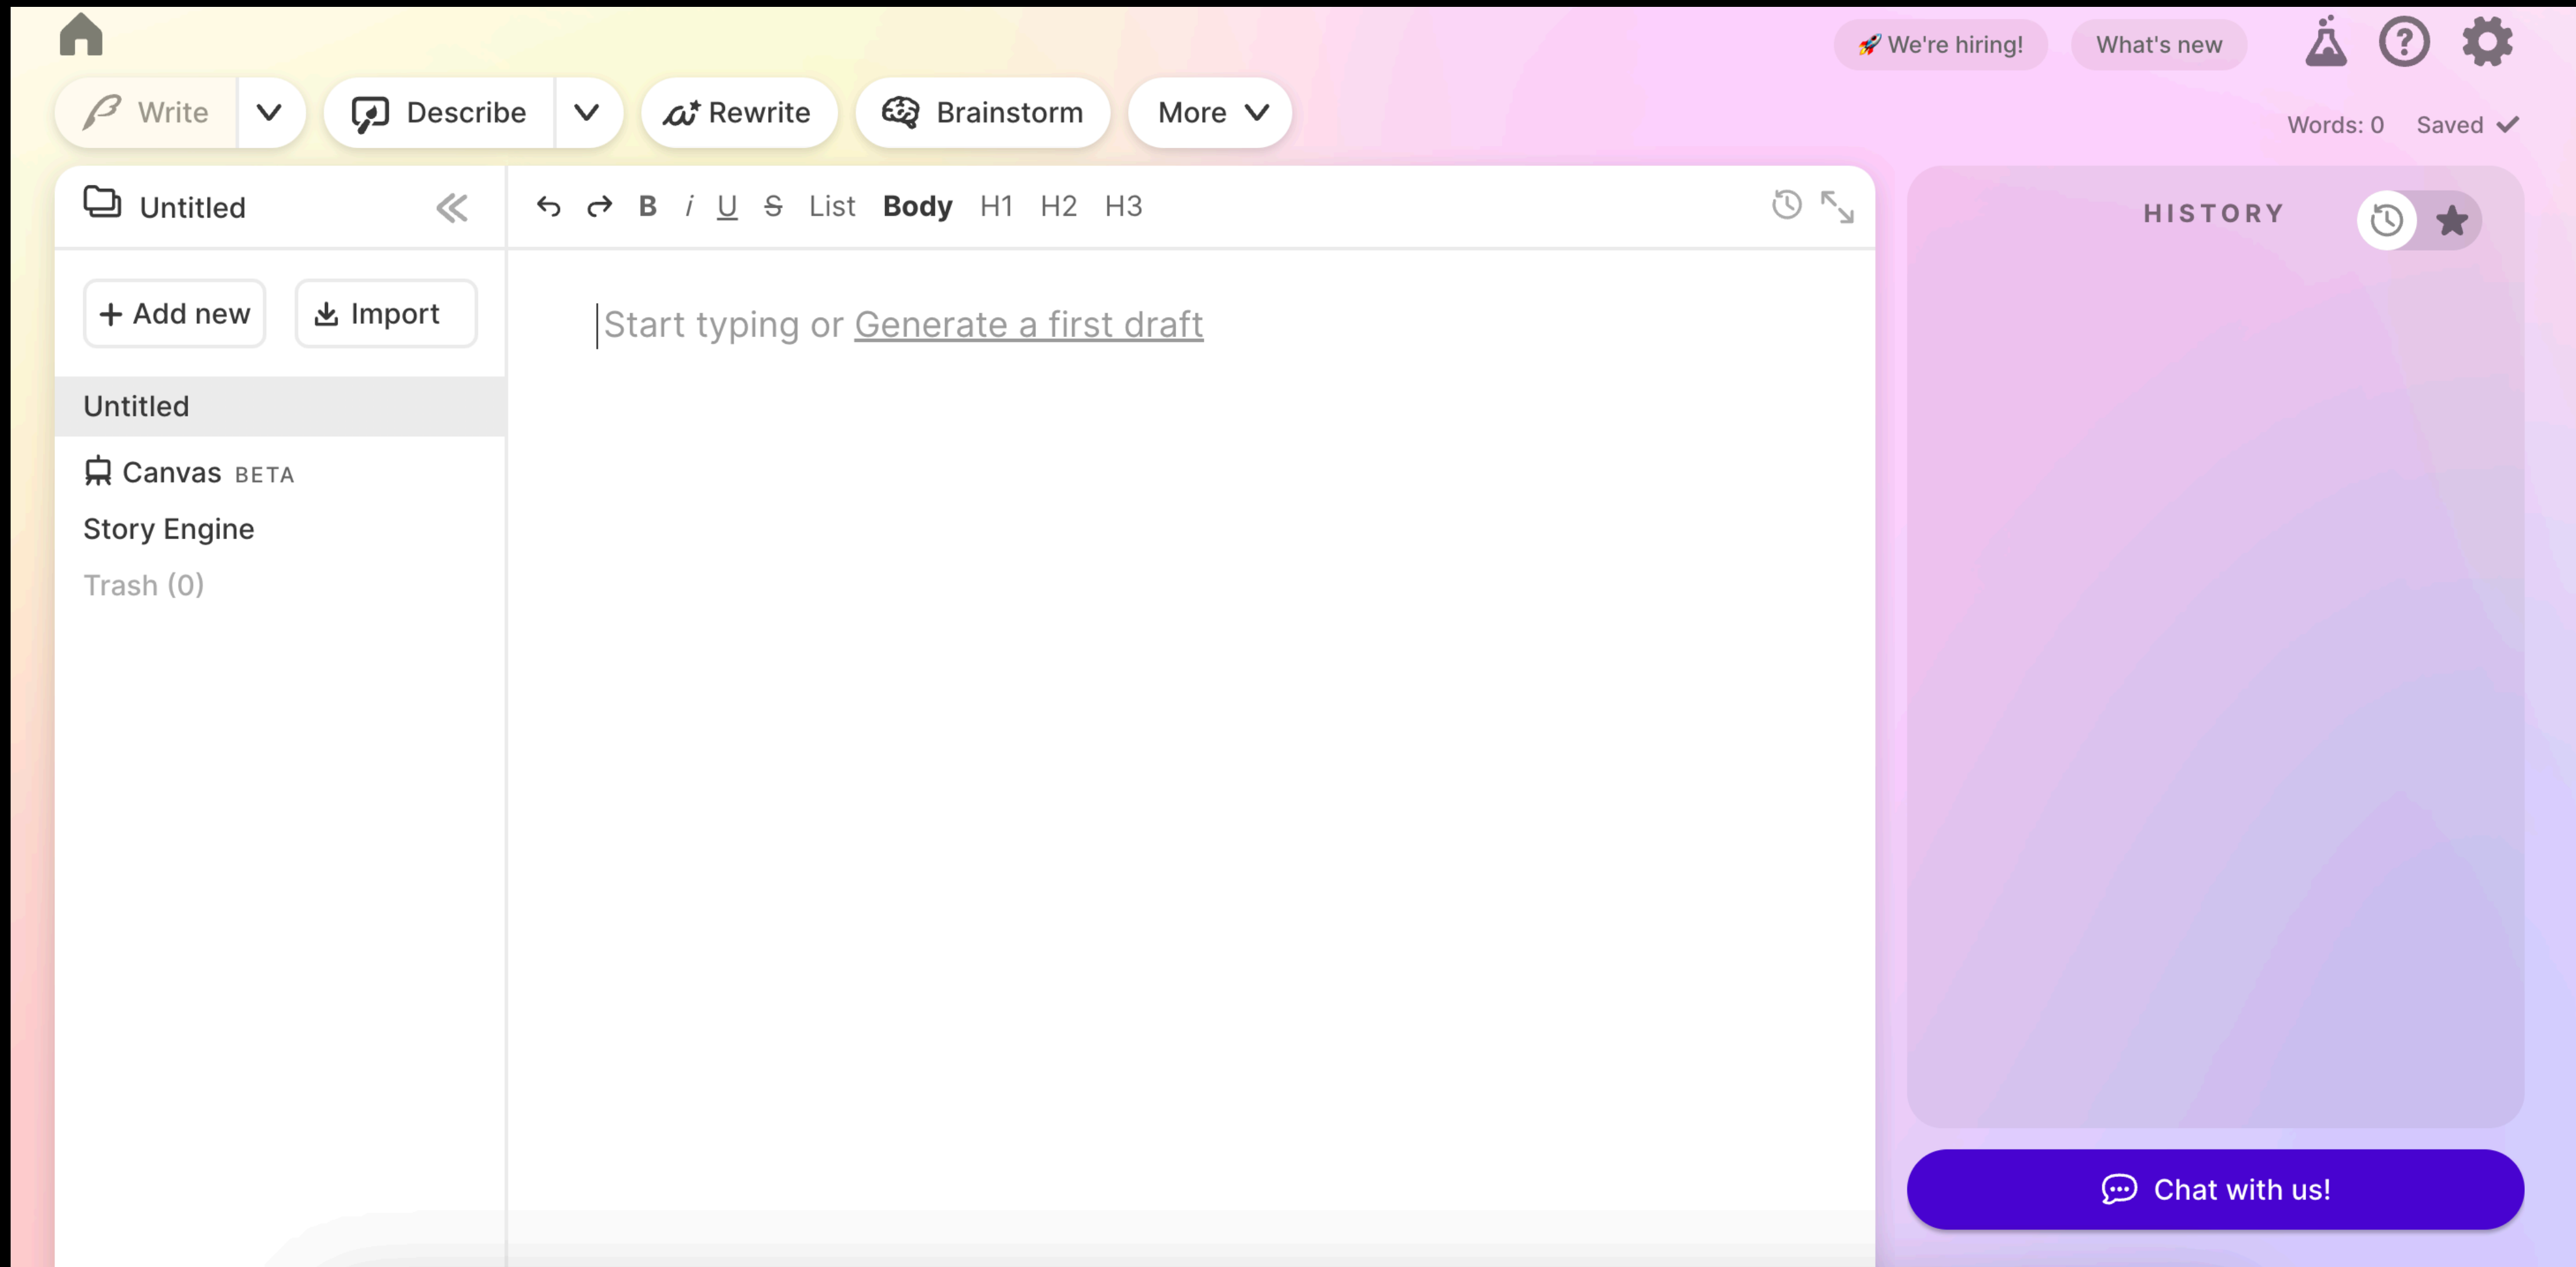 🚀 We're hiring! What's new
Write Describe Rewrite Brainstorm More
Words: 0 Saved
Untitled
B i U S List Body H1 H2 H3
HISTORY
+ Add new Import
Start typing or Generate a first draft
Untitled
Canvas BETA
Story Engine
Trash (0)
Chat with us!